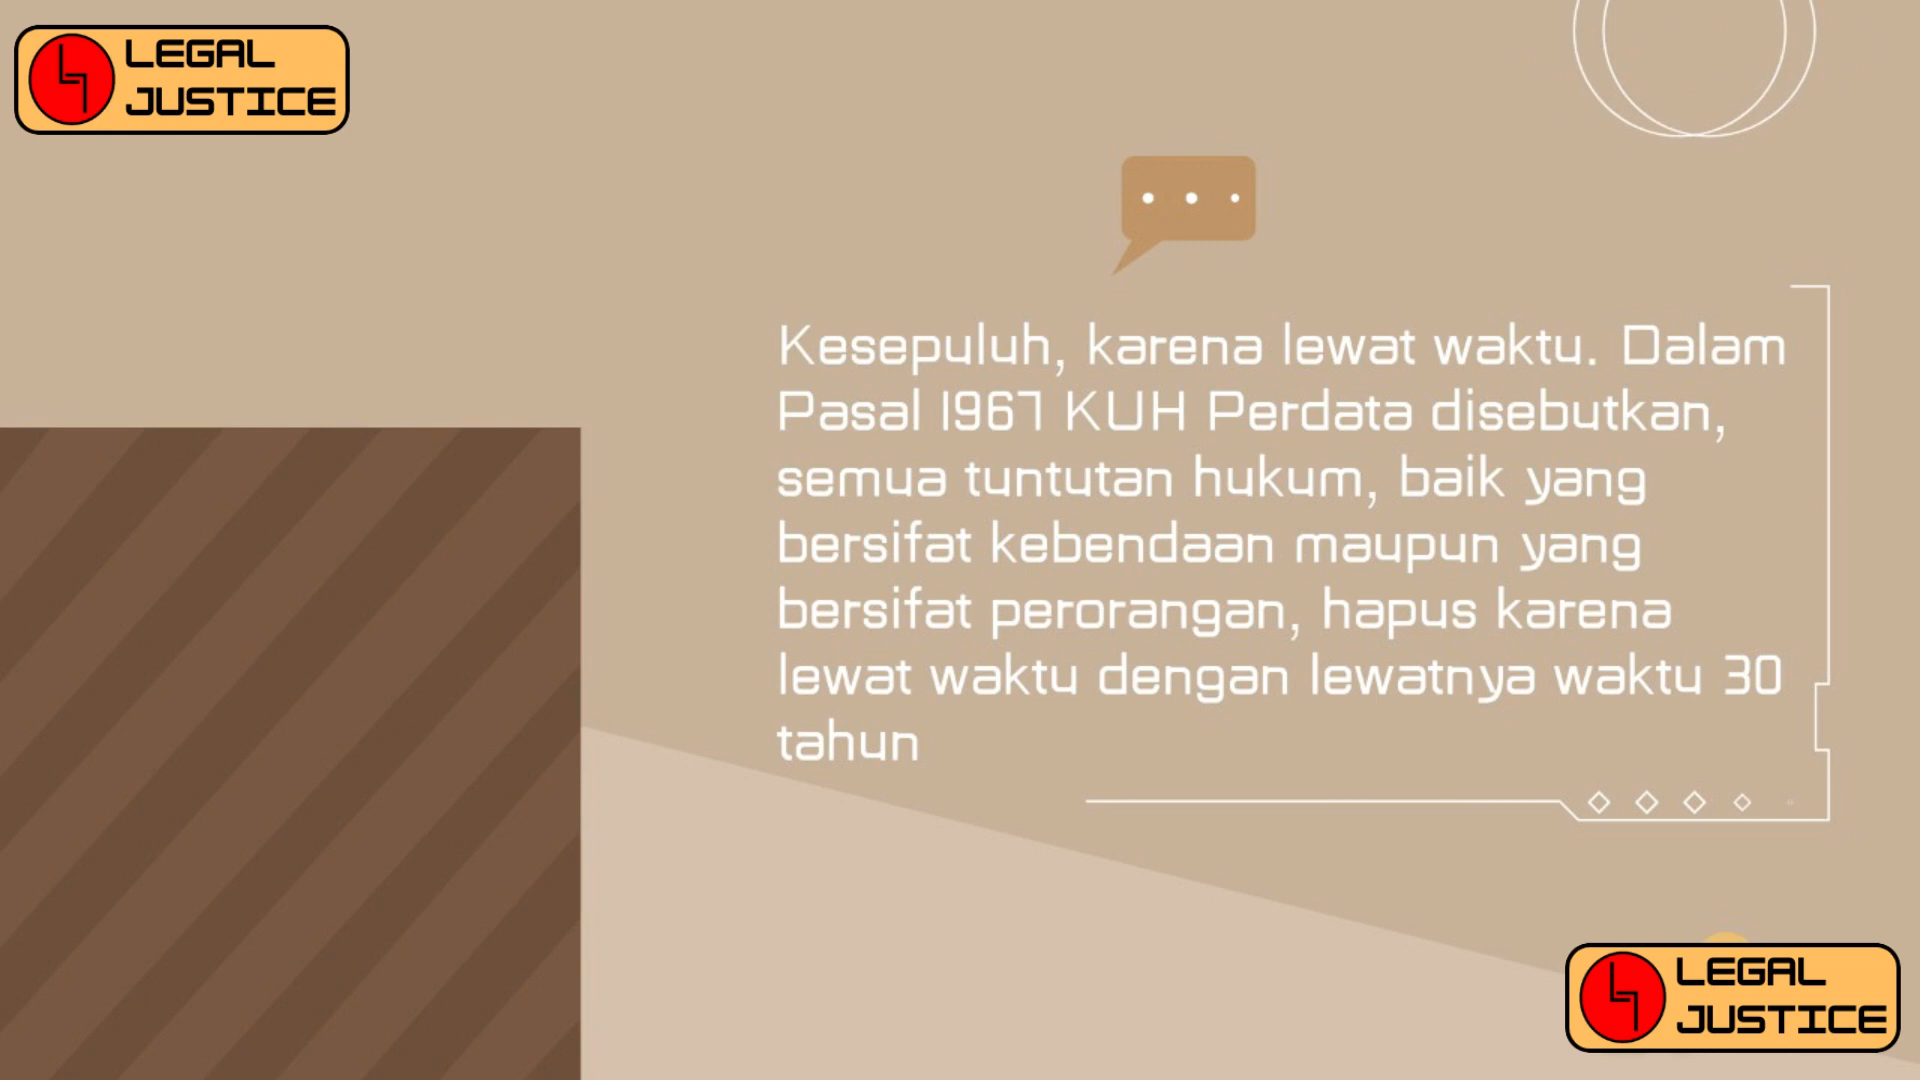 LEGAL
JUSTICE
Kesepuluh, karena lewat waktu. Dalam
Pasal 1967 KUH Perdata disebutkan,
semua tuntutan hukum, baik yang
bersifat kebendaan maupun yang
bersifat perorangan, hapus karena
lewat waktu dengan lewatnya waktu 30
tahun
LEGAL
JUSTICE